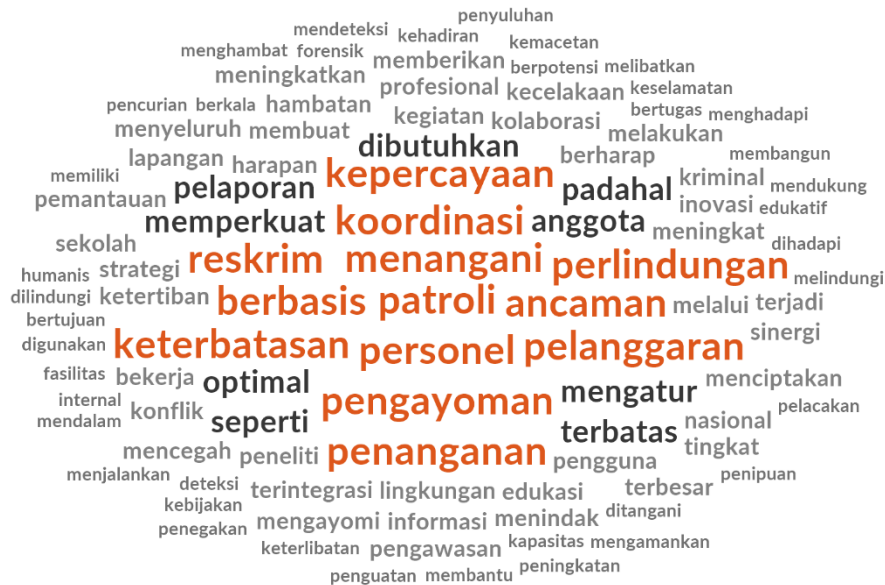 penyuluhan
mendeteksi kehadiran kemacetan
menghambat forensik memberikan berpotensi melibatkan
meningkatkan profesional kecelakaan keselamatan
pencurian berkala hambatan kegiatan kolaborasi bertugas menghadapi
menyeluruh membuat dibutuhkan melakukan
lapangan harapan kepercayaan berharap membangun
memiliki pelaporan padahal kriminal mendukung
pemantauan memperkuat koordinasi anggota inovasi edukatif
sekolah meningkat dihadapi
humanis strategi reskrim menangani perlindungan melindungi
dilindungi ketertiban berbasis patroli ancaman melalui terjadi
bertujuan sinergi
digunakan keterbatasan personel pelanggaran
fasilitas bekerja optimal menciptakan
internal konflik pengayoman mengatur pelacakan
mendalam seperti nasional
mencegah peneliti penanganan terbatas tingkat
pengguna
menjalankan deteksi terintegrasi lingkungan edukasi terbesar penipuan
kebijakan ditangani
penegakan mengayomi informasi menindak
keterlibatan pengawasan kapasitas mengamankan
penguatan membantu peningkatan